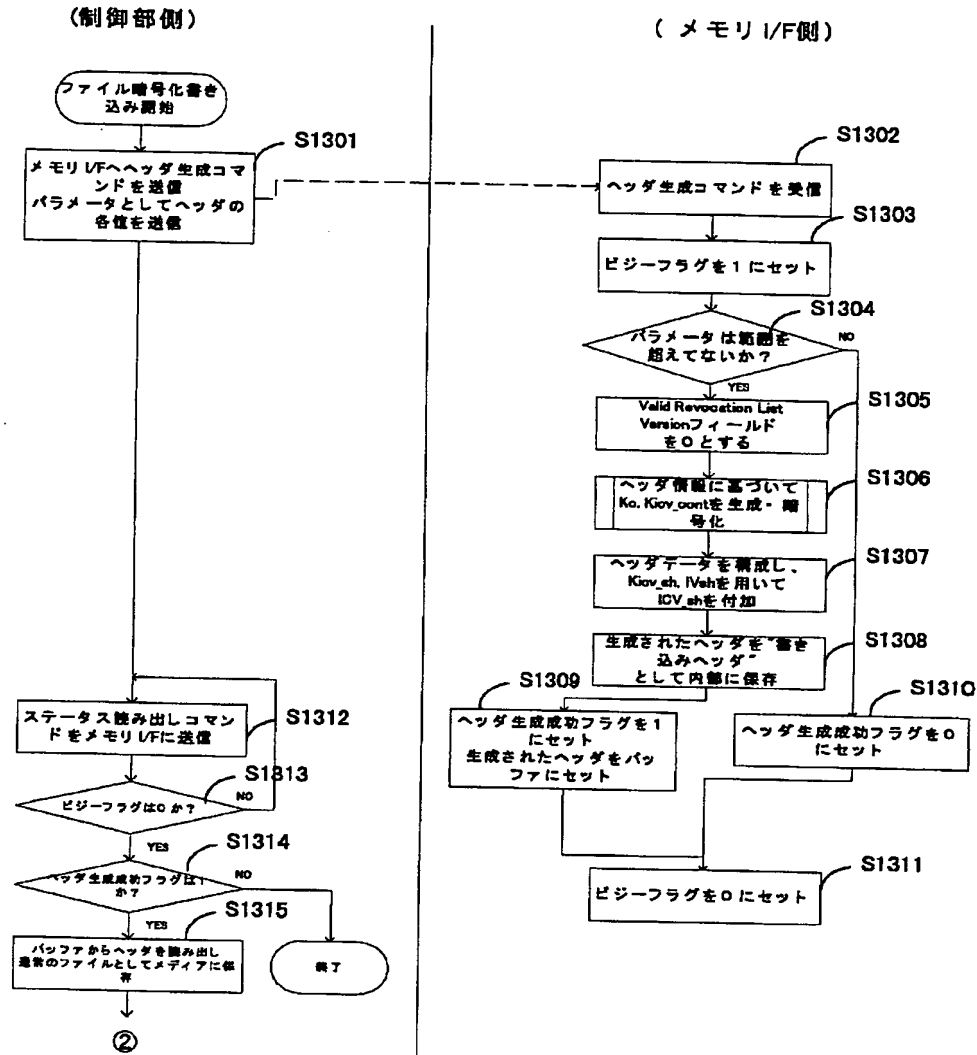 (制御部側)
ファイル暗号化書き
込み開始
S1301
メモリI/Fへヘッダ生成コマ
ンドを送信
パラメータとしてヘッダの
各値を送信
S1312
ステータス読み出しコマン
ドをメモリI/Fに送信
S1313
ビジーフラグは0か?
NO
YES
S1314
ヘッダ生成成功フラグは1
か?
NO
YES
S1315
バッファからヘッダを読み出し
通常のファイルとしてメディアに保
存
終了
②
(メモリI/F側)
S1302
ヘッダ生成コマンドを受信
S1303
ビジーフラグを1にセット
S1304
パラメータは範囲を
超えてないか?
NO
YES
S1305
Valid Revocation List
Versionフィールド
を0とする
S1306
ヘッダ情報に基づいて
Kc, Kicv_contを生成・暗
号化
S1307
ヘッダデータを構成し、
Kicv_sh, IVshを用いて
ICV_shを付加
S1308
生成されたヘッダを"書き
込みヘッダ"
として内部に保存
S1309
ヘッダ生成成功フラグを1
にセット
生成されたヘッダをバッ
ファにセット
S1310
ヘッダ生成成功フラグを0
にセット
S1311
ビジーフラグを0にセット